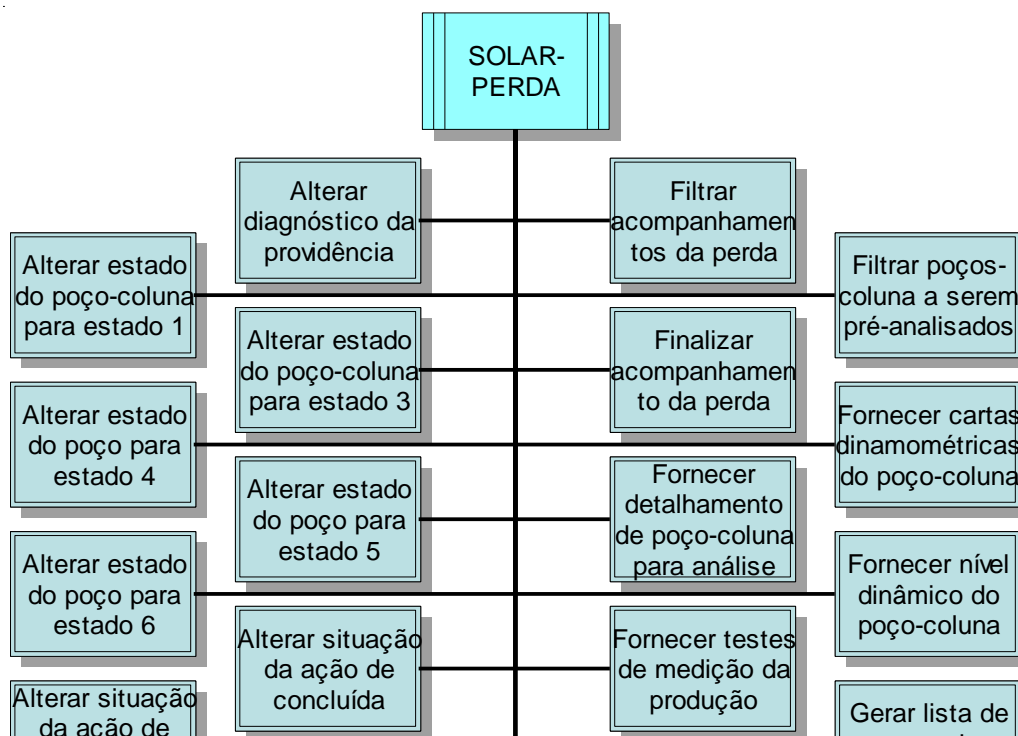 SOLAR-
PERDA
Alterar
diagnóstico da
providência
Filtrar
acompanhamen
tos da perda
Alterar estado
do poço-coluna
para estado 1
Filtrar poços-
coluna a serem
pré-analisados
Alterar estado
do poço-coluna
para estado 3
Finalizar
acompanhamen
to da perda
Alterar estado
do poço para
estado 4
Fornecer cartas
dinamométricas
do poço-coluna
Alterar estado
do poço para
estado 5
Fornecer
detalhamento
de poço-coluna
para análise
Alterar estado
do poço para
estado 6
Fornecer nível
dinâmico do
poço-coluna
Alterar situação
da ação de
concluída
Fornecer testes
de medição da
produção
Alterar situação
da ação de
Gerar lista de